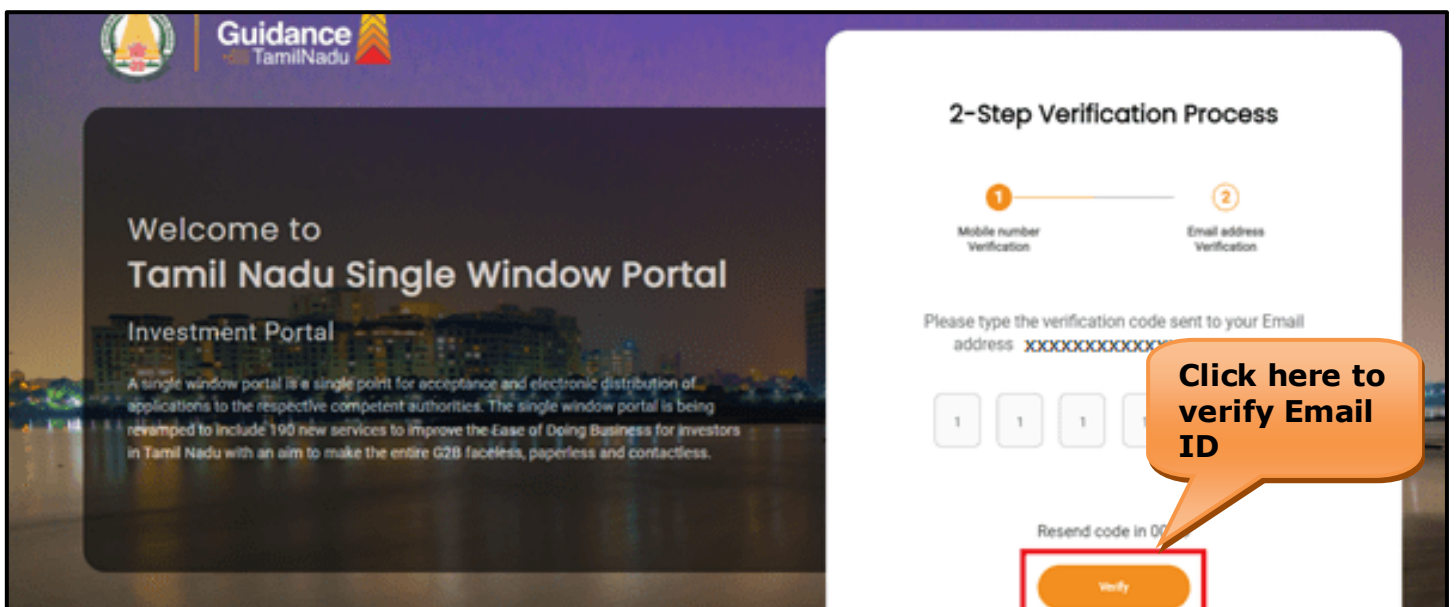 Guidance
TamilNadu
Welcome to
Tamil Nadu Single Window Portal
Investment Portal
A single window portal is a single point for acceptance and electronic distribution of
applications to the respective competent authorities. The single window portal is being
revamped to include 190 new services to improve the Ease of Doing Business for investors
in Tamil Nadu with an aim to make the entire G2B faceless, paperless and contactless.
2-Step Verification Process
1
2
Mobile number
Verification
Email address
Verification
Please type the verification code sent to your Email
address XXXXXXXXXXXXX
1 1 1 1
Click here to
verify Email
ID
Resend code in
Verify